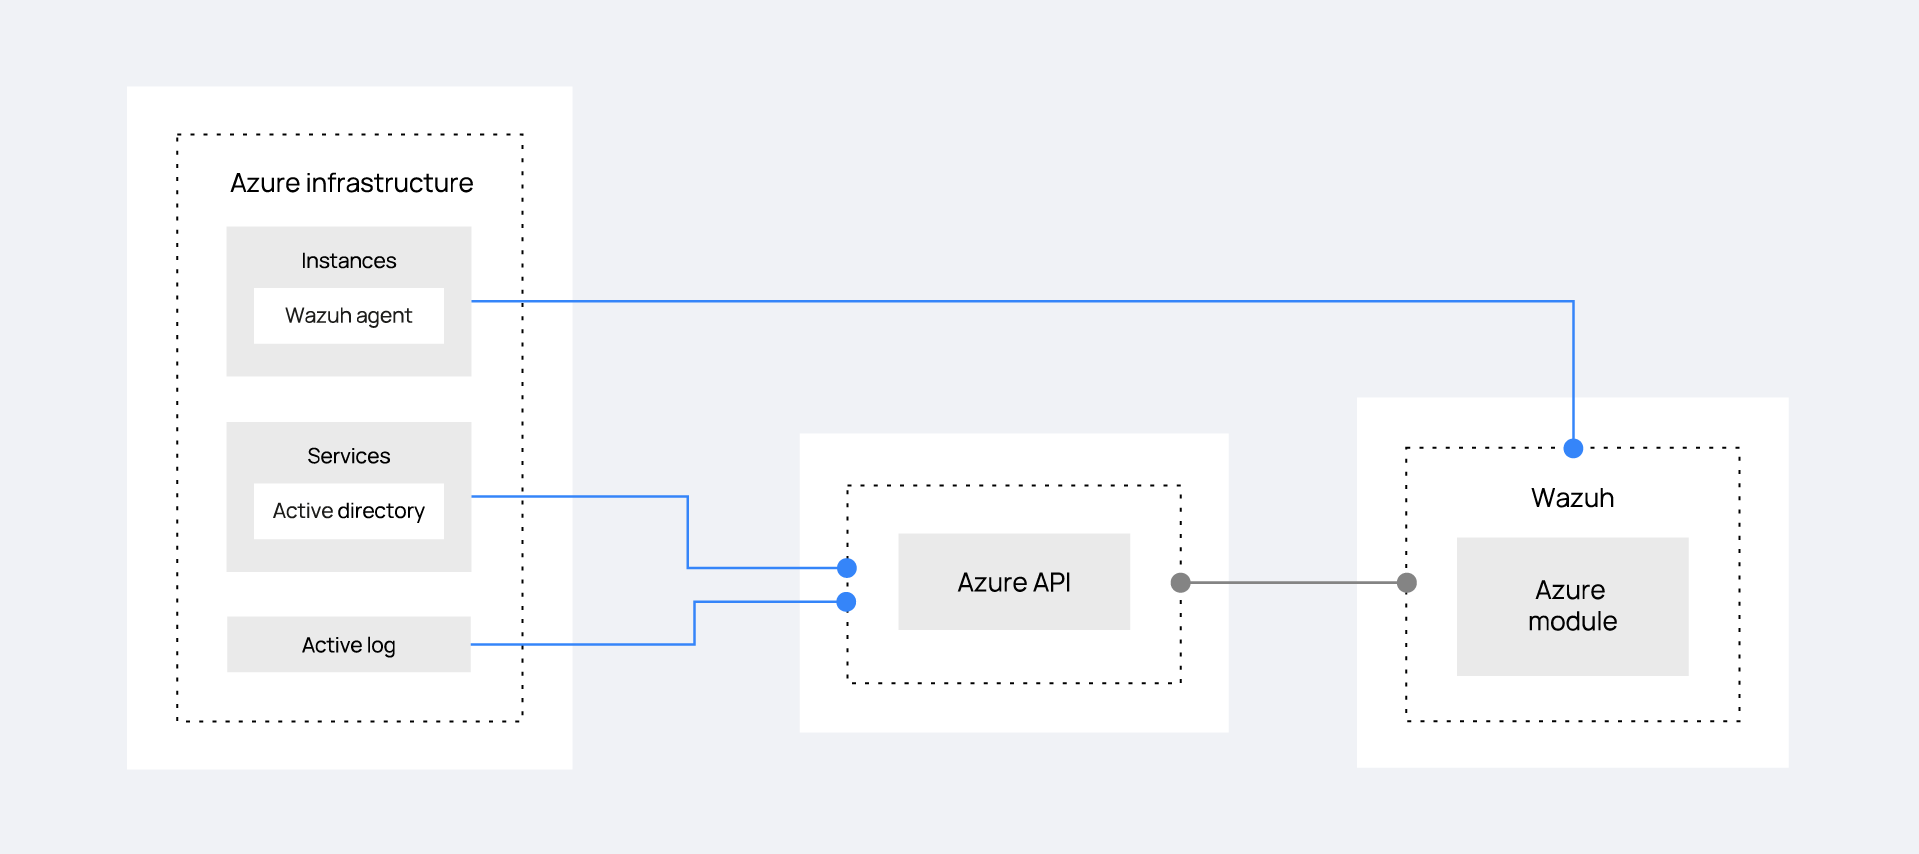 Azure infrastructure
Instances
Wazuh agent
Services
Active directory
Active log
Azure API
Wazuh
Azure
module